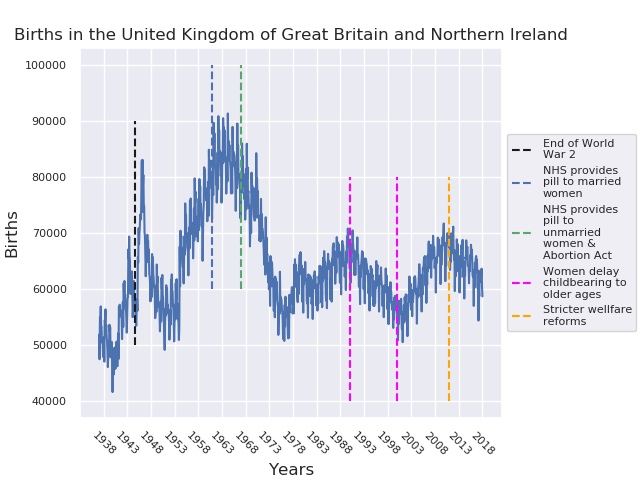 Births in the United Kingdom of Great Britain and Northern Ireland
100000
90000
80000
70000
60000
50000
40000
Births
1938
1943
1948
1953
1958
1963
1968
1973
1978
1983
1988
1993
1998
2003
2008
2013
2018
Years
End of World
War 2
NHS provides
pill to married
women
NHS provides
pill to
unmarried
women &
Abortion Act
Women delay
childbearing to
older ages
Stricter wellfare
reforms